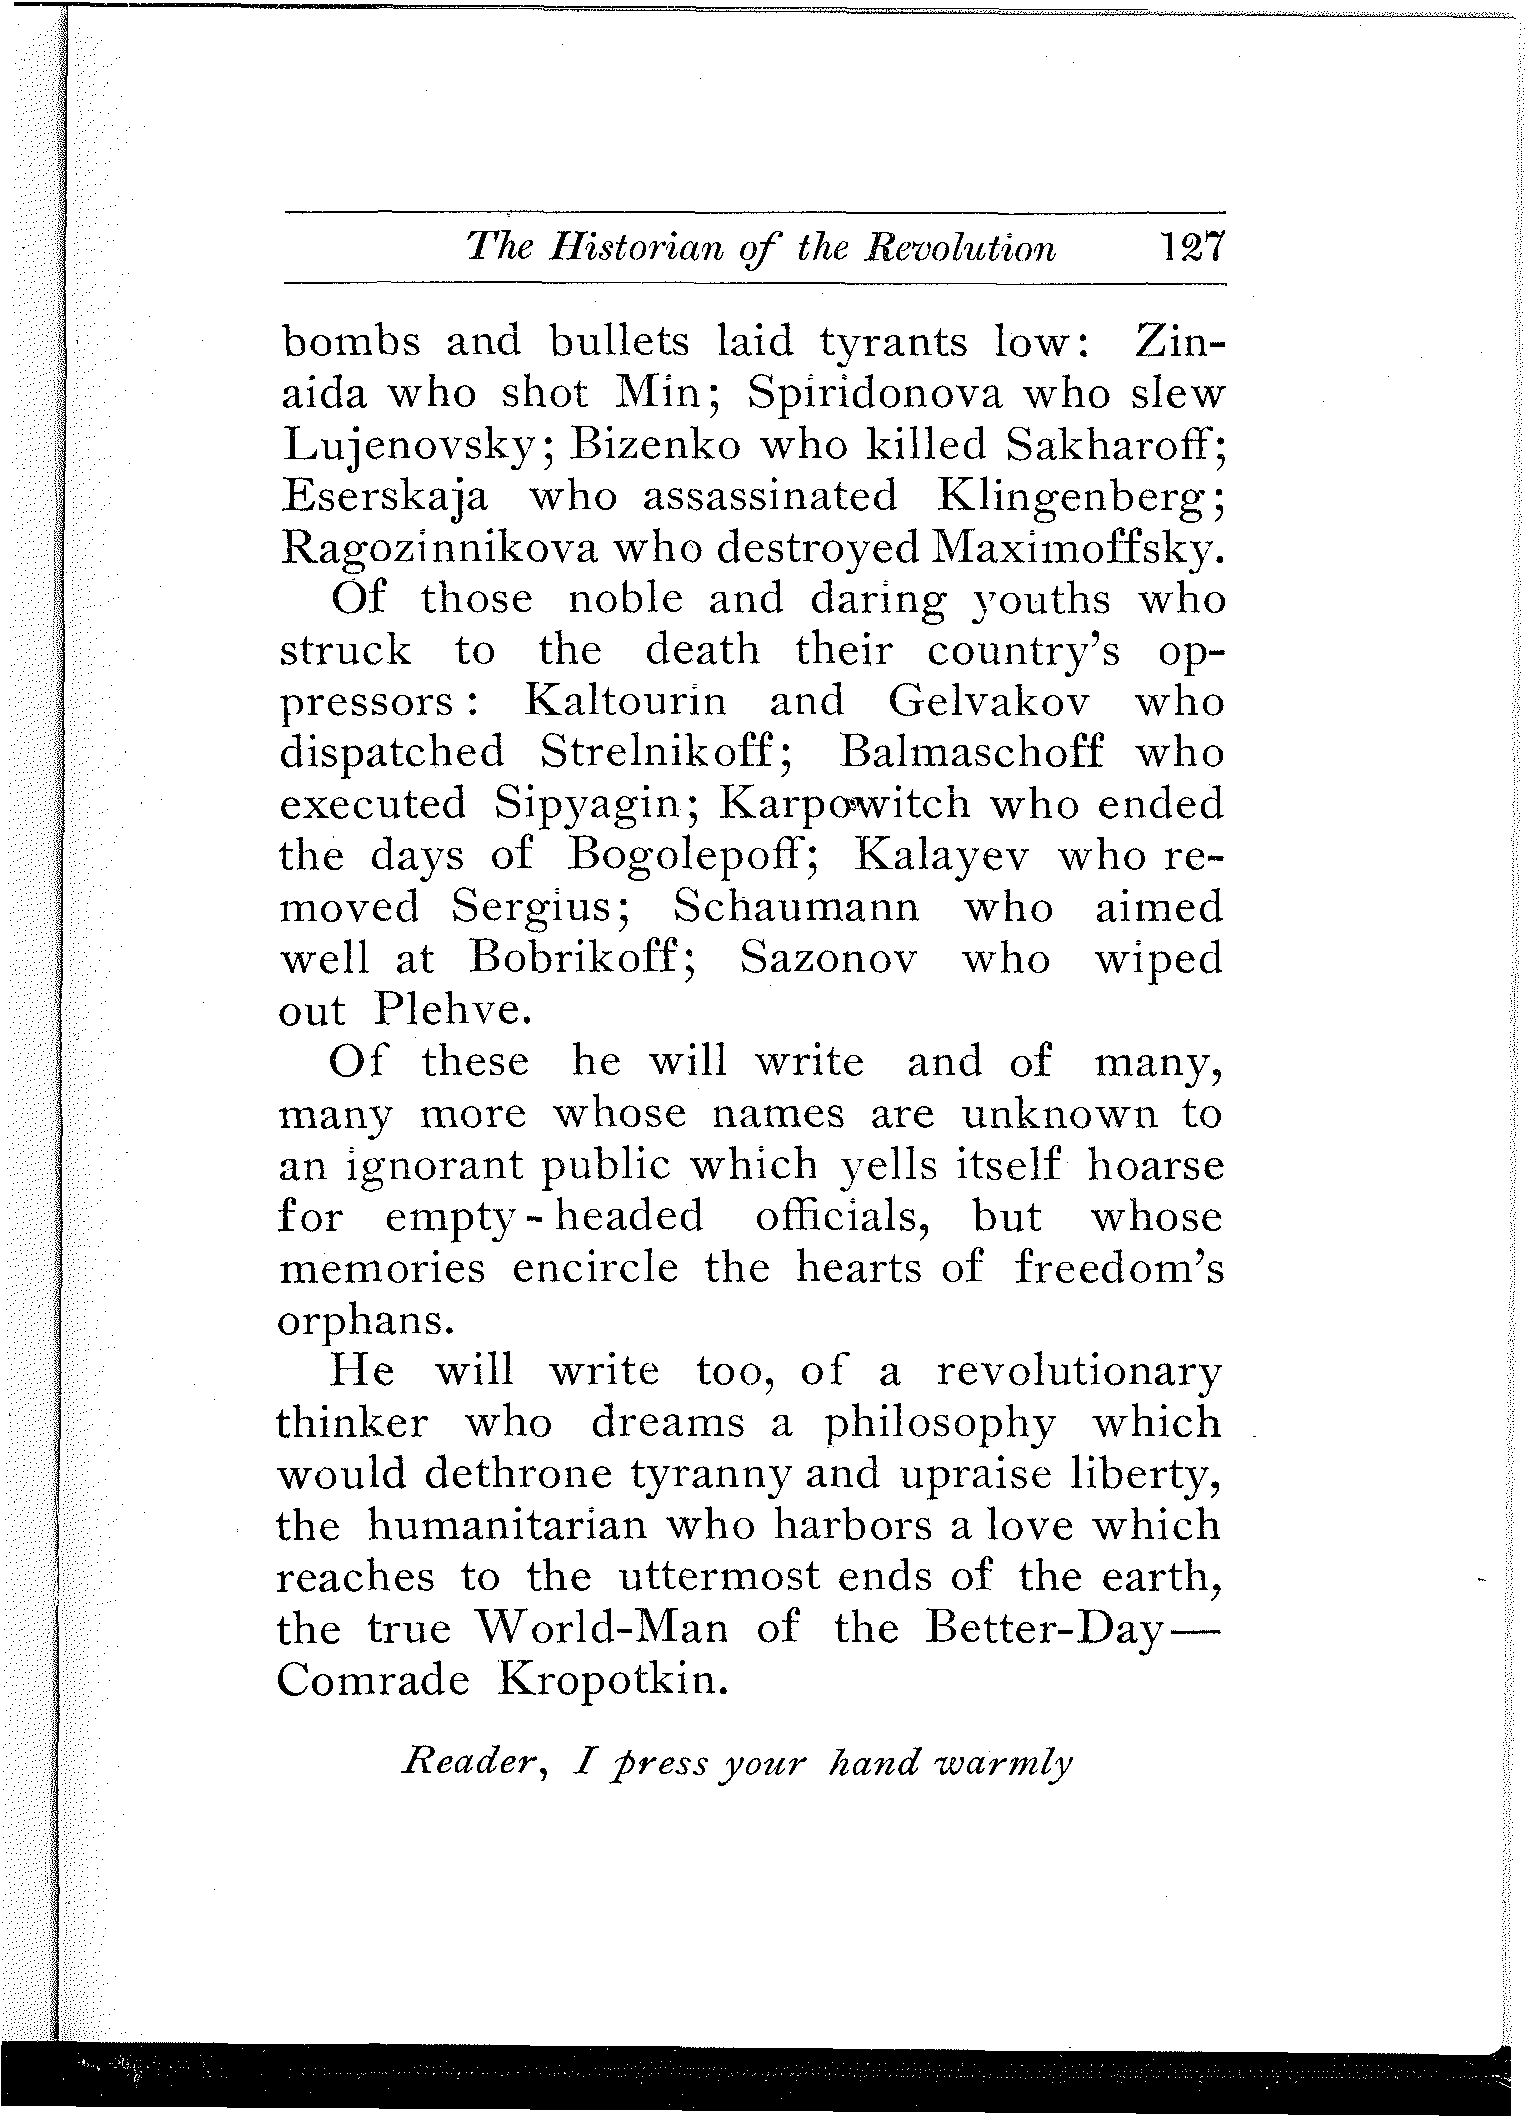 The Historian of the Revolution 127
bombs and bullets laid tyrants low: Zin-
aida who shot Min; Spiridonova who slew
Lujenovsky; Bizenko who killed Sakharoff;
Eserskaja who assassinated Klingenberg;
Ragozinnikova who destroyed Maximoffsky.
Of those noble and daring youths who
struck to the death their country's op-
pressors: Kaltourin and Gelvakov who
dispatched Strelnikoff; Balmaschoff who
executed Sipyagin; Karpowitch who ended
the days of Bogolepoff; Kalayev who re-
moved Sergius; Schaumann who aimed
well at Bobrikoff; Sazonov who wiped
out Plehve.
Of these he will write and of many,
many more whose names are unknown to
an ignorant public which yells itself hoarse
for empty-headed officials, but whose
memories encircle the hearts of freedom's
orphans.
He will write too, of a revolutionary
thinker who dreams a philosophy which
would dethrone tyranny and upraise liberty,
the humanitarian who harbors a love which
reaches to the uttermost ends of the earth,
the true World-Man of the Better-Day—
Comrade Kropotkin.
Reader, I press your hand warmly